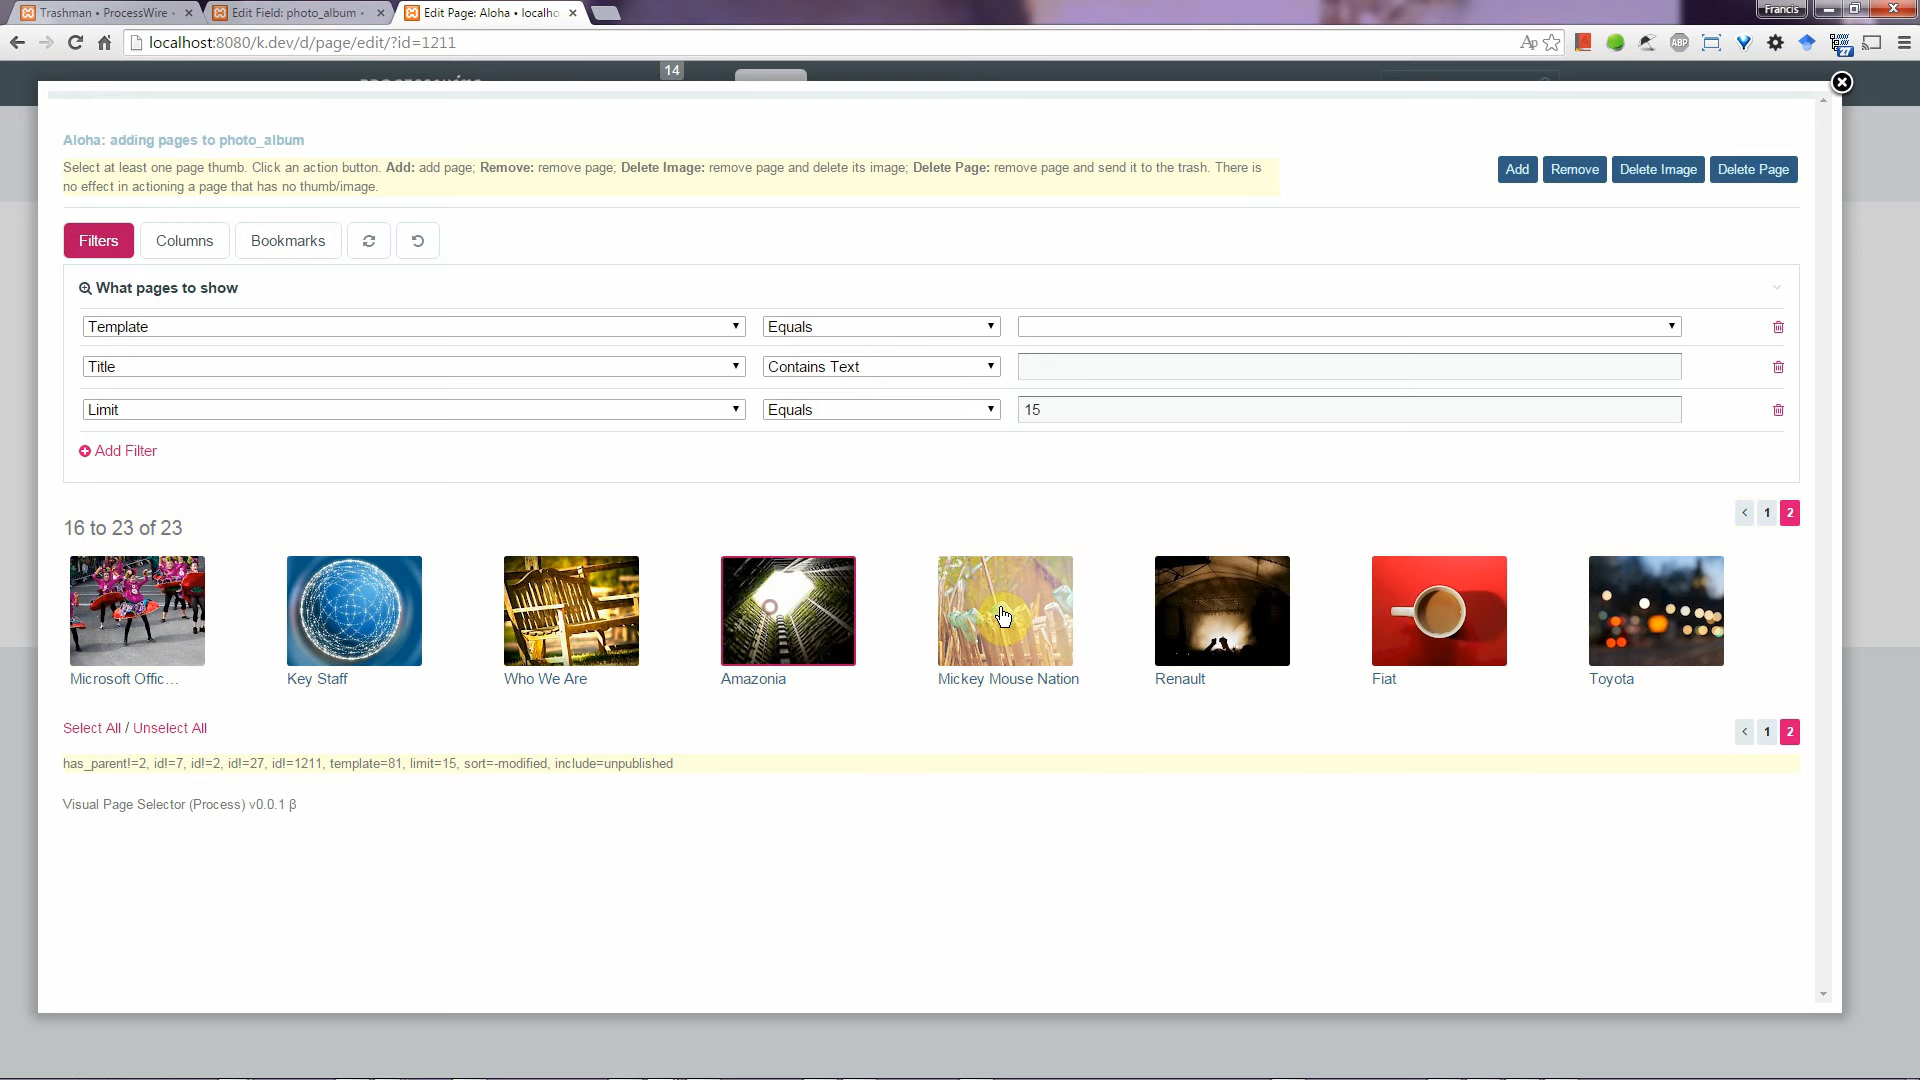 Trashman • ProcessWire •
Edit Field: photo_album •
Edit Page: Aloha • localho
Francis
localhost:8080/k.dev/d/page/edit/?id=1211
ABP
27
14
Aloha: adding pages to photo_album
Select at least one page thumb. Click an action button. Add: add page; Remove: remove page; Delete Image: remove page and delete its image; Delete Page: remove page and send it to the trash. There is
no effect in actioning a page that has no thumb/image.
Add Remove Delete Image Delete Page
Filters Columns Bookmarks
What pages to show
Template Equals
Title Contains Text
Limit Equals 15
Add Filter
< 1 2
16 to 23 of 23
Microsoft Offic... Key Staff Who We Are Amazonia Mickey Mouse Nation Renault Fiat Toyota
Select All / Unselect All
< 1 2
has_parent!=2, id!=7, id!=2, id!=27, id!=1211, template=81, limit=15, sort=-modified, include=unpublished
Visual Page Selector (Process) v0.0.1 β